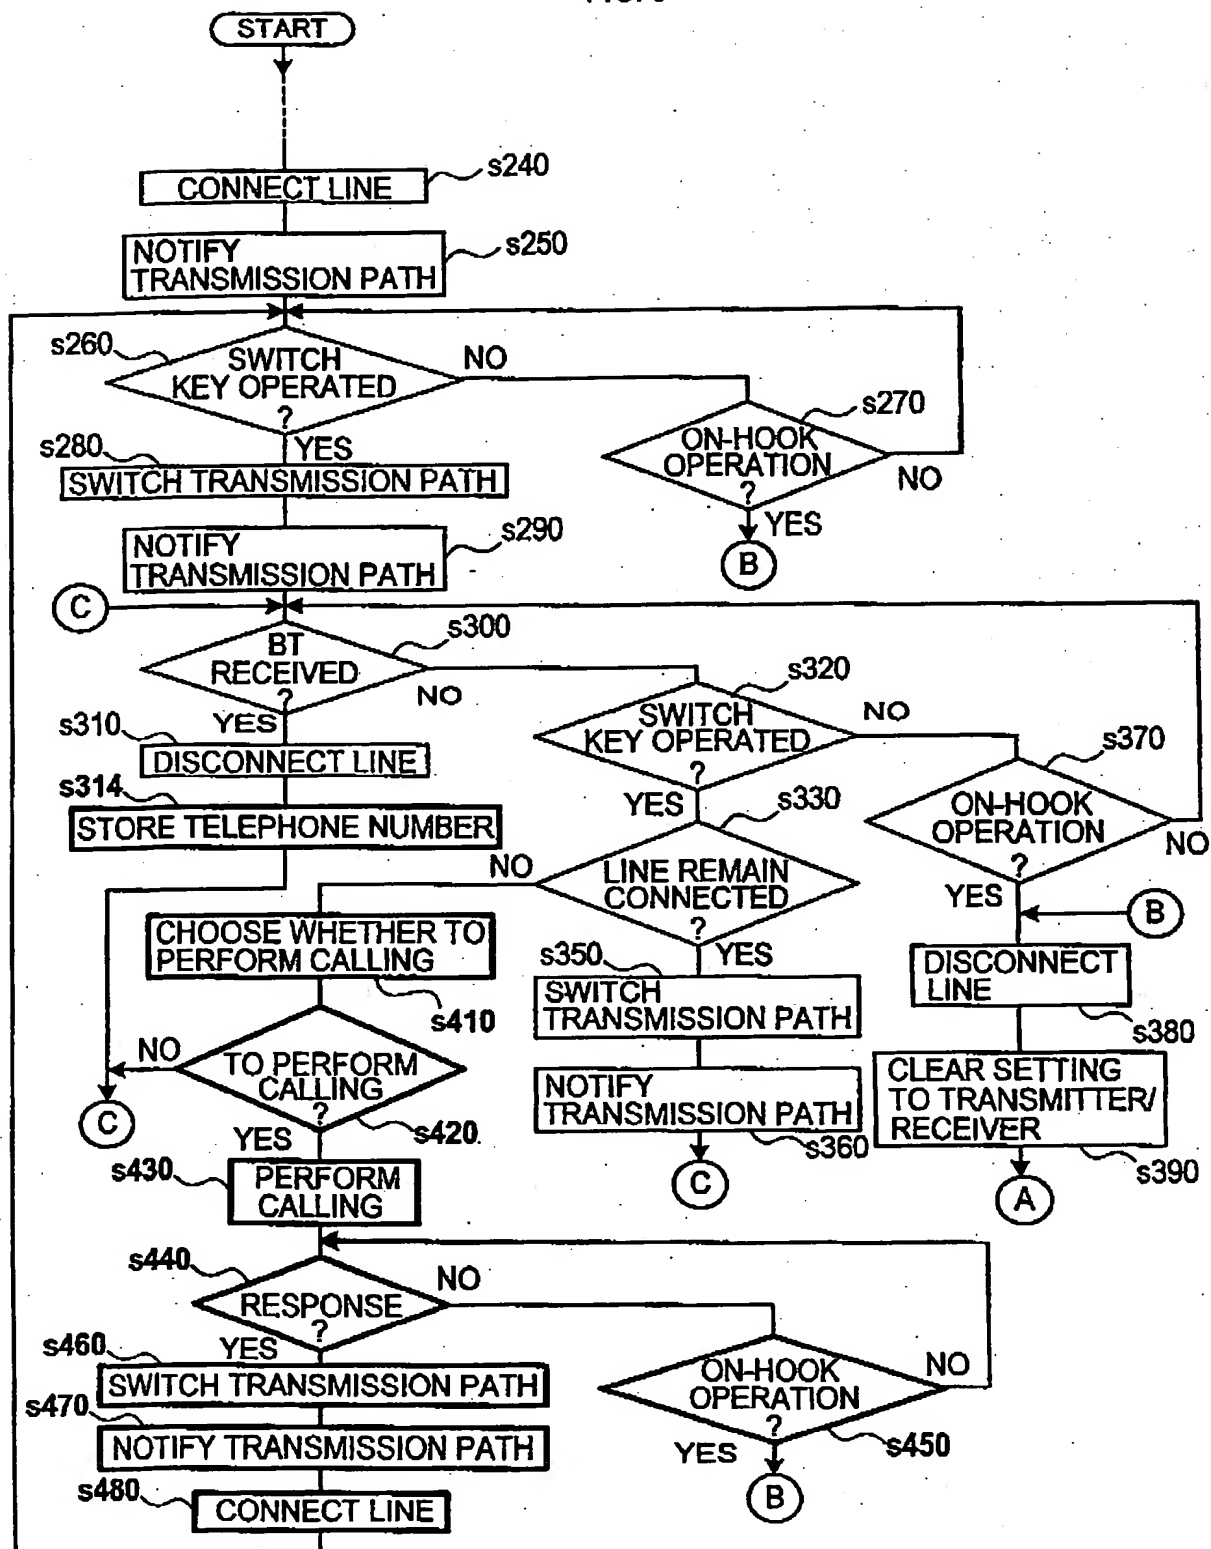 START
s240
CONNECT LINE
s250
NOTIFY
TRANSMISSION PATH
s260
SWITCH
KEY OPERATED
?
NO
YES
s270
ON-HOOK
OPERATION
?
NO
YES
B
s280
SWITCH TRANSMISSION PATH
s290
NOTIFY
TRANSMISSION PATH
C
s300
BT
RECEIVED
?
NO
YES
s310
DISCONNECT LINE
s314
STORE TELEPHONE NUMBER
s320
SWITCH
KEY OPERATED
?
NO
YES
s330
LINE REMAIN
CONNECTED
?
NO
YES
s350
SWITCH
TRANSMISSION PATH
NOTIFY
TRANSMISSION PATH
s360
C
s370
ON-HOOK
OPERATION
?
NO
YES
B
DISCONNECT
LINE
s380
CLEAR SETTING
TO TRANSMITTER/
RECEIVER
s390
A
CHOOSE WHETHER TO
PERFORM CALLING
s410
TO PERFORM
CALLING
?
NO
C
s420
YES
s430
PERFORM
CALLING
s440
RESPONSE
?
NO
YES
ON-HOOK
OPERATION
?
NO
s450
YES
B
s460
SWITCH TRANSMISSION PATH
s470
NOTIFY TRANSMISSION PATH
s480
CONNECT LINE